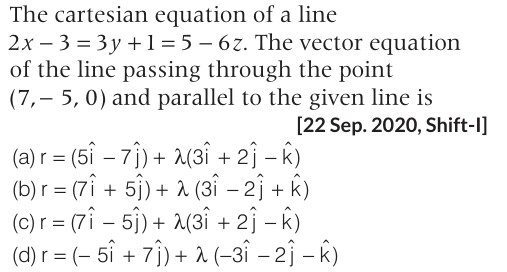 The cartesian equation of a line
2x – 3 = 3y + 1 = 5 – 6z. The vector equation
of the line passing through the point
(7, – 5, 0) and parallel to the given line is
[22 Sep. 2020, Shift-I]
(a) r = (5î – 7ĵ) + λ(3î + 2ĵ – k̂)
(b) r = (7î + 5ĵ) + λ (3î – 2ĵ + k̂)
(c) r = (7î – 5ĵ) + λ(3î + 2ĵ – k̂)
(d) r = (– 5î + 7ĵ) + λ (–3î – 2ĵ – k̂)